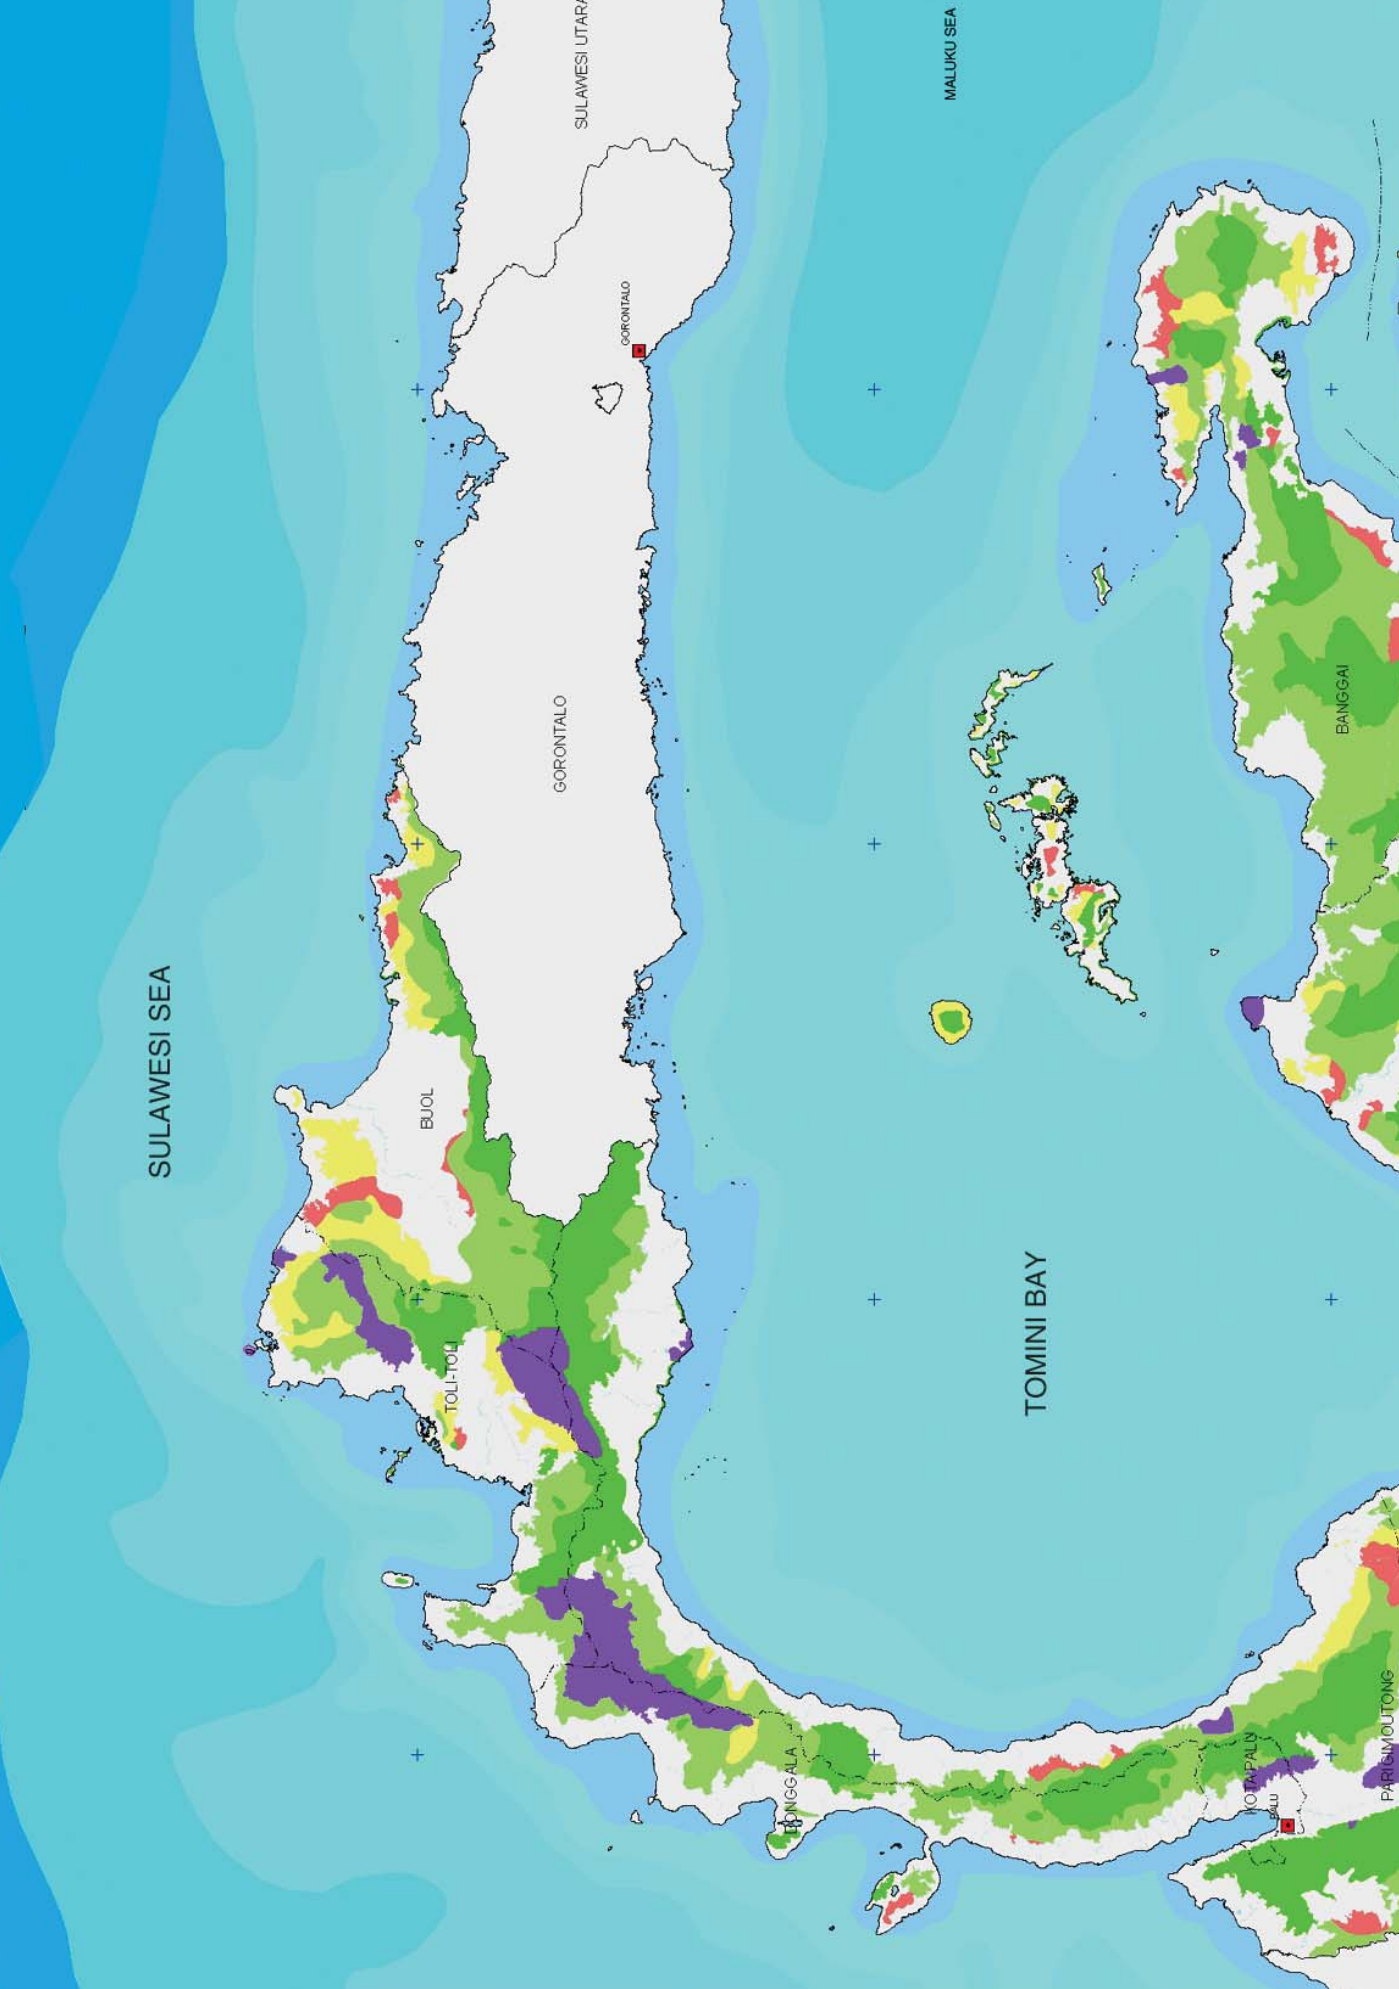 SULAWESI UTARA
MALUKU SEA
GORONTALO
GORONTALO
BANGGAI
SULAWESI SEA
BUOL
TOLI-TOLI
TOMINI BAY
DONGGALA
KOTA PALU
PALU
PARIGIMOUTONG